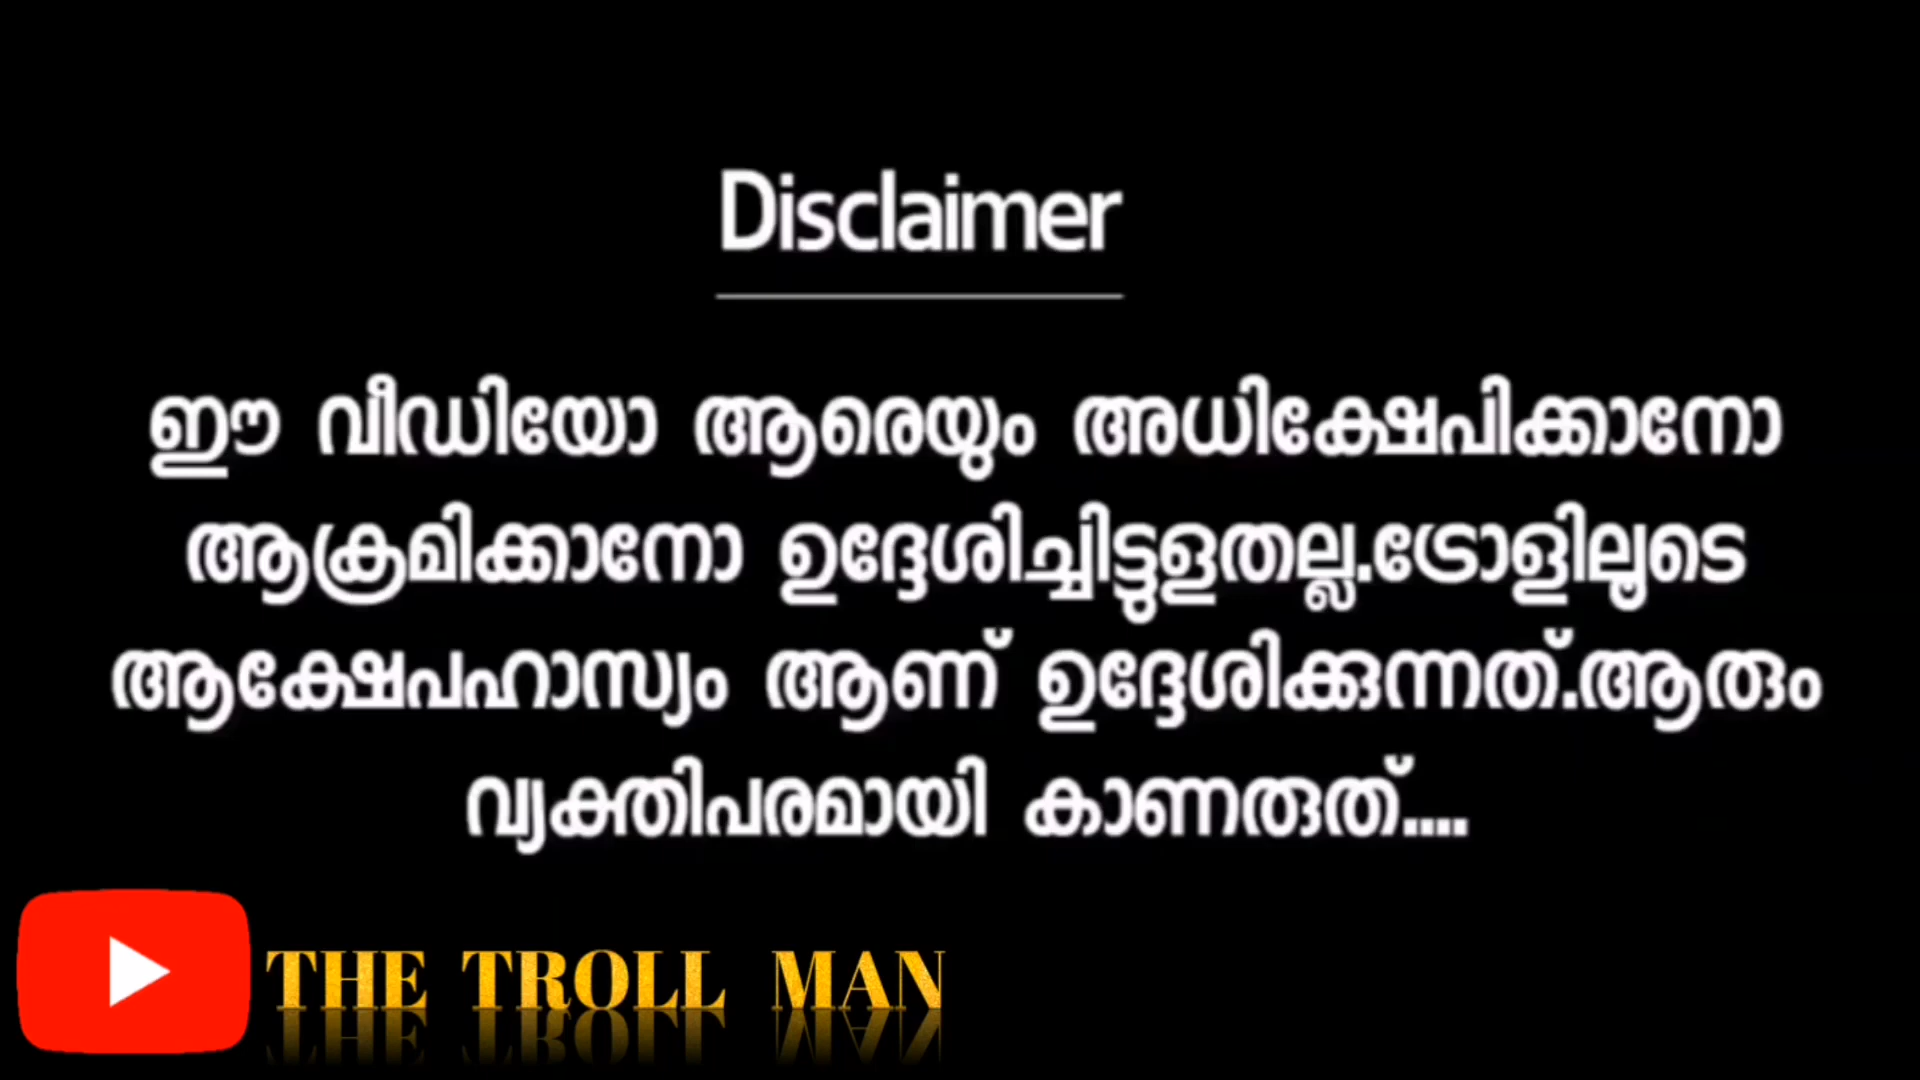 Disclaimer
ഈ വീഡിയോ ആരെയും അധിക്ഷേപിക്കാനോ
ആക്രമിക്കാനോ ഉദ്ദേശിച്ചിട്ടുളതല്ല.ട്രോളിലൂടെ
ആക്ഷേപഹാസ്യം ആണ് ഉദ്ദേശിക്കുന്നത്.ആരും
വ്യക്തിപരമായി കാണരുത്....
THE TROLL MAN